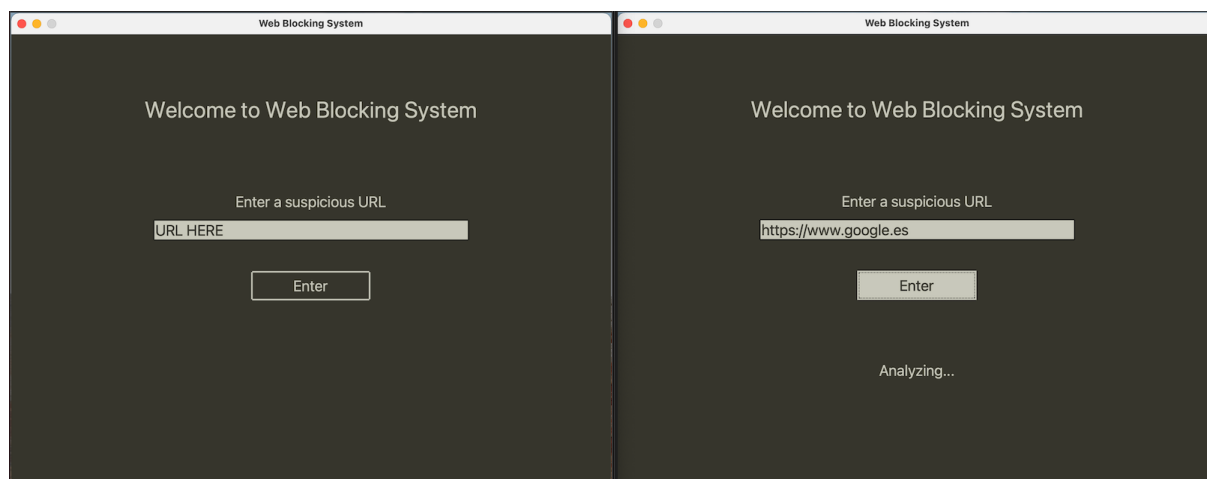 Web Blocking System
Welcome to Web Blocking System
Enter a suspicious URL
URL HERE
Enter
Web Blocking System
Welcome to Web Blocking System
Enter a suspicious URL
https://www.google.es
Enter
Analyzing...